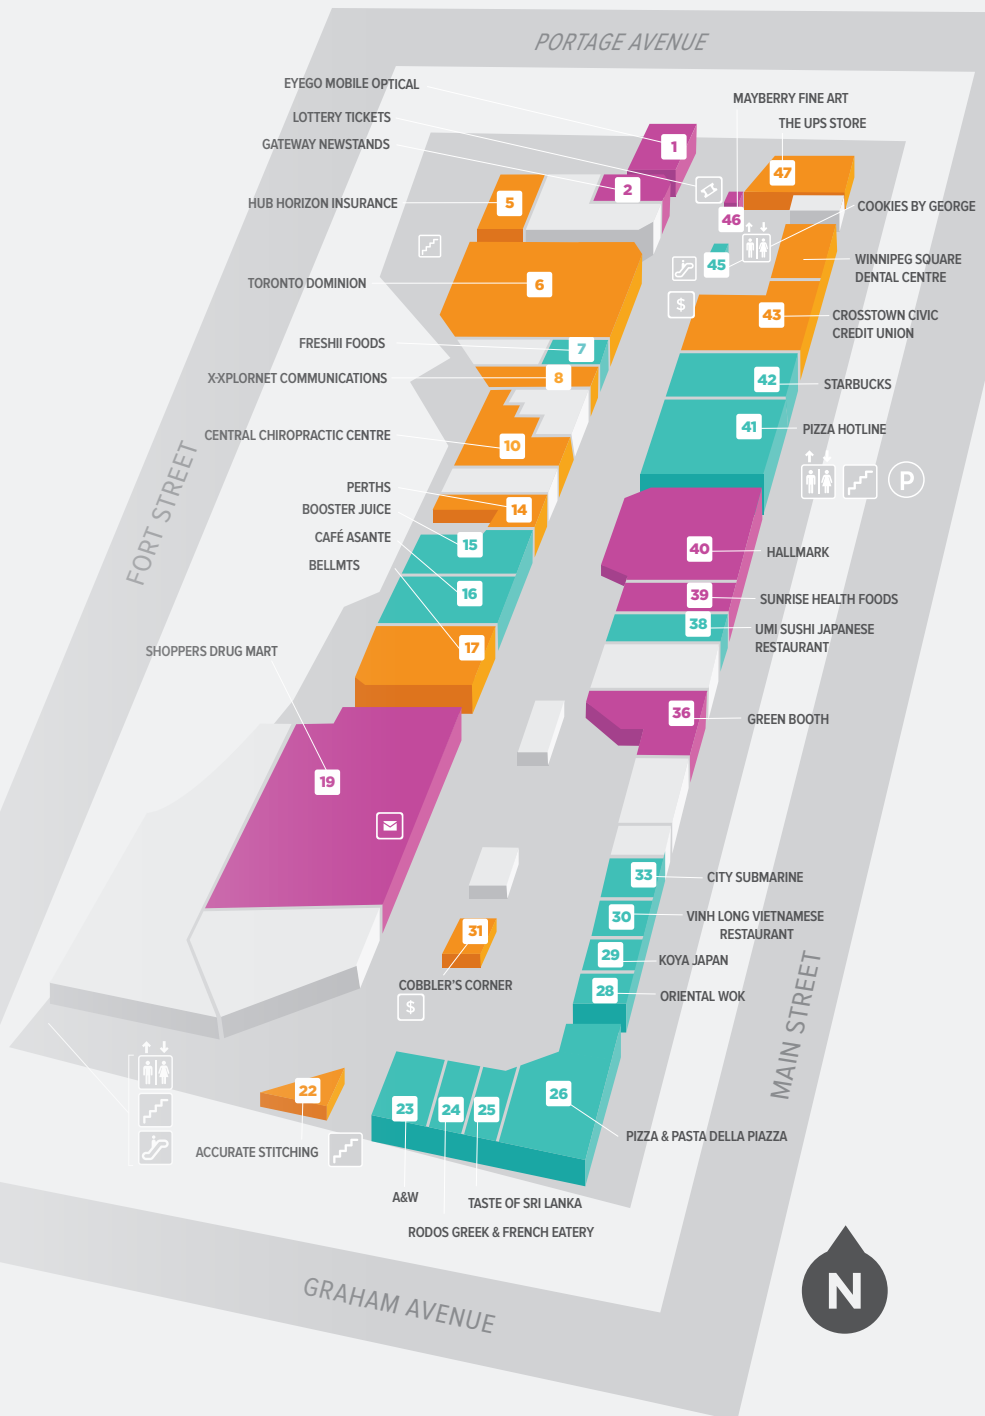 PORTAGE AVENUE
EYEGO MOBILE OPTICAL
MAYBERRY FINE ART
LOTTERY TICKETS
THE UPS STORE
GATEWAY NEWSTANDS
1
47
2
HUB HORIZON INSURANCE
5
46
COOKIES BY GEORGE
45
WINNIPEG SQUARE
DENTAL CENTRE
TORONTO DOMINION
6
$
43
CROSSTOWN CIVIC
CREDIT UNION
FRESHII FOODS
7
X-XPLORNET COMMUNICATIONS
8
42
STARBUCKS
CENTRAL CHIROPRACTIC CENTRE
10
41
PIZZA HOTLINE
P
PERTHS
14
BOOSTER JUICE
15
CAFÉ ASANTE
40
HALLMARK
BELLMTS
16
39
SUNRISE HEALTH FOODS
38
UMI SUSHI JAPANESE
RESTAURANT
FORT STREET
SHOPPERS DRUG MART
17
36
GREEN BOOTH
19
33
CITY SUBMARINE
30
VINH LONG VIETNAMESE
RESTAURANT
31
29
KOYA JAPAN
COBBLER'S CORNER
28
ORIENTAL WOK
$
MAIN STREET
22
23
24
25
26
ACCURATE STITCHING
PIZZA & PASTA DELLA PIAZZA
A&W
TASTE OF SRI LANKA
RODOS GREEK & FRENCH EATERY
GRAHAM AVENUE
N